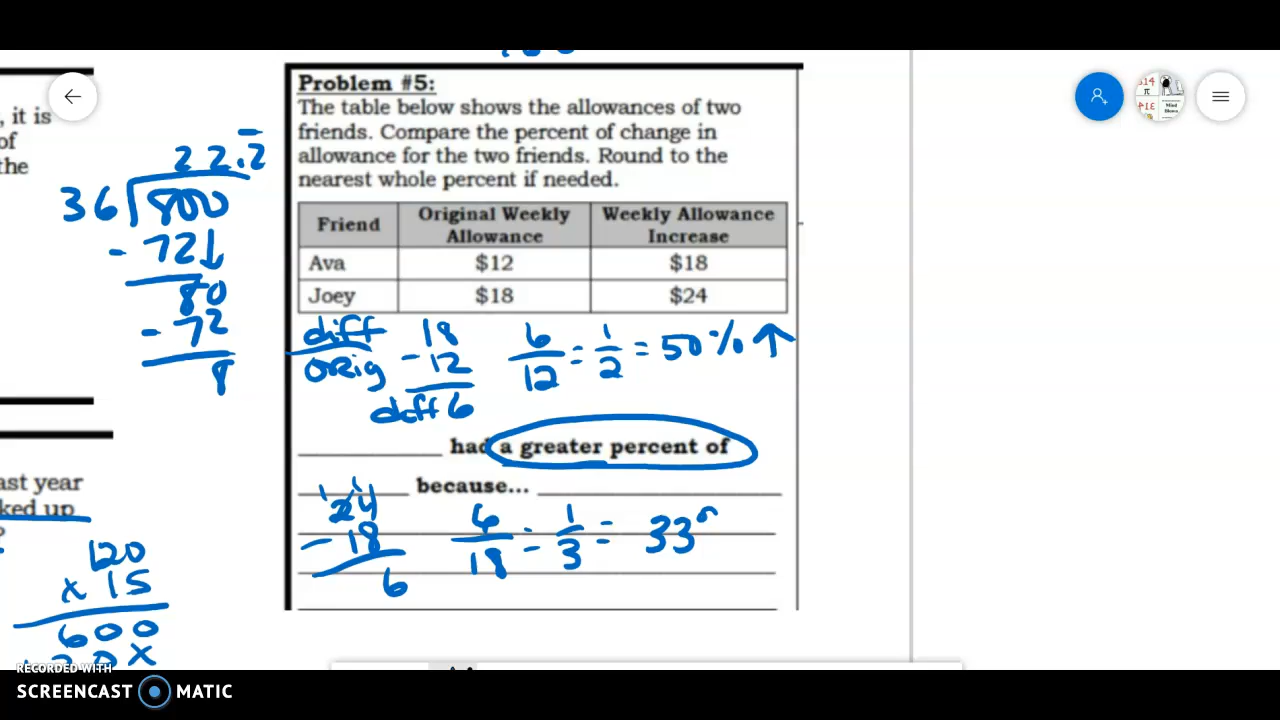 , it is
of
the
22.2
36 800
- 72
80
- 72
8
Problem #5:
The table below shows the allowances of two
friends. Compare the percent of change in
allowance for the two friends. Round to the
nearest whole percent if needed.
Friend Original Weekly Allowance Weekly Allowance Increase
Ava $12 $18
Joey $18 $24
diff
orig
18
- 12
diff 6
6/12 = 1/2 = 50% ↑
had a greater percent of
because...
24
- 18
6
6/18 = 1/3 = 33
ast year
ked up
?
120
x 15
600
S14
π
PI3
Mind
RECORDED WITH
SCREENCAST MATIC